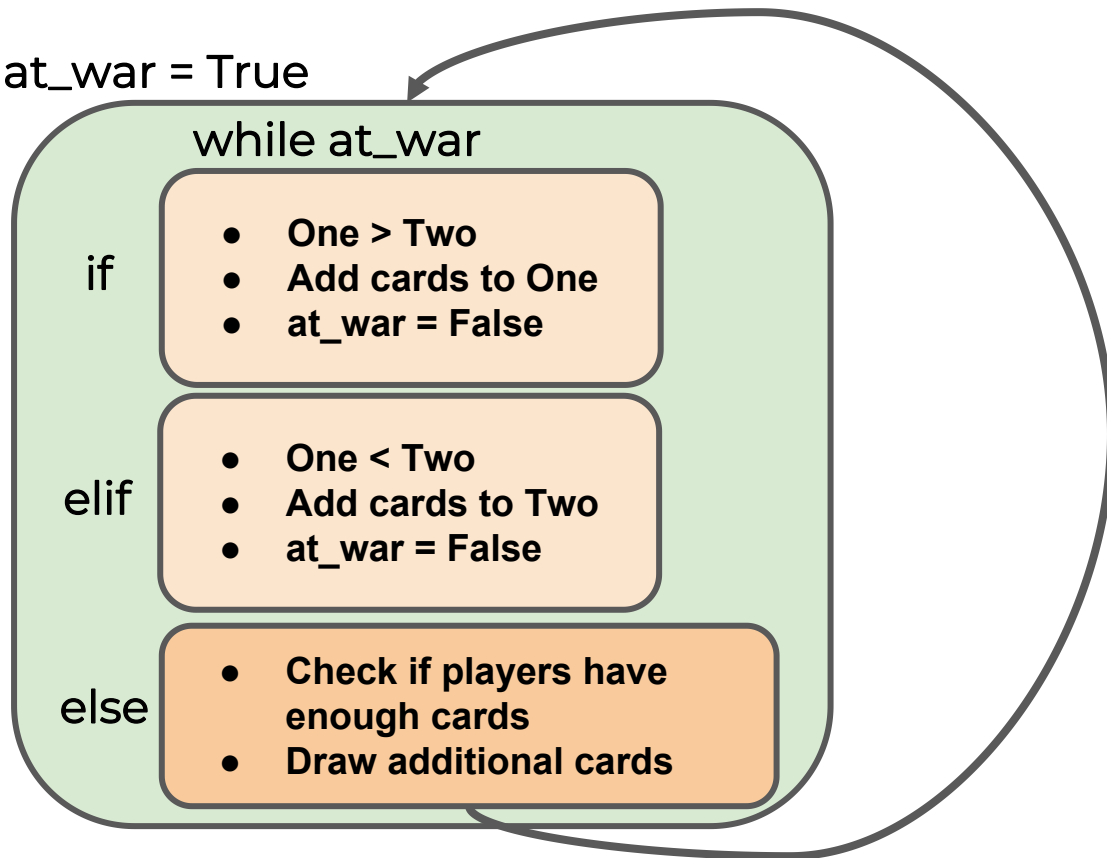 at_war = True
while at_war
if
● One > Two
● Add cards to One
● at_war = False
elif
● One < Two
● Add cards to Two
● at_war = False
else
● Check if players have
enough cards
● Draw additional cards